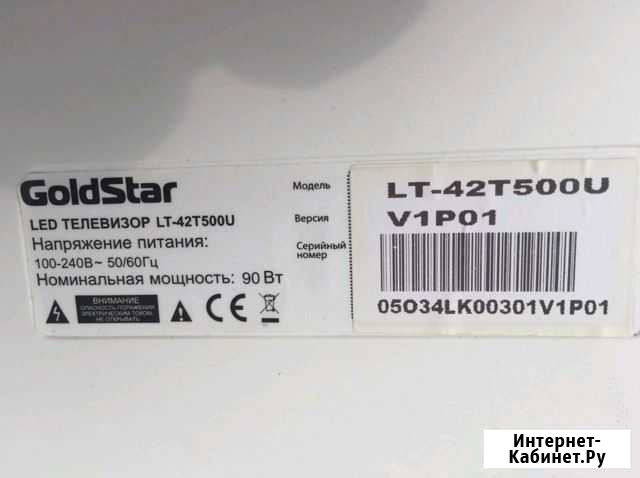 GoldStar
LED ТЕЛЕВИЗОР LT-42T500U
Напряжение питания:
100-240В~ 50/60Гц
Номинальная мощность: 90 Вт
ВНИМАНИЕ
ОПАСНОСТЬ ПОРАЖЕНИЯ
ЭЛЕКТРИЧЕСКИМ ТОКОМ.
НЕ ОТКРЫВАТЬ
CE
Модель
Версия
Серийный
номер
LT-42T500U
V1P01
05O34LK00301V1P01
Интернет-
Кабинет.Ру